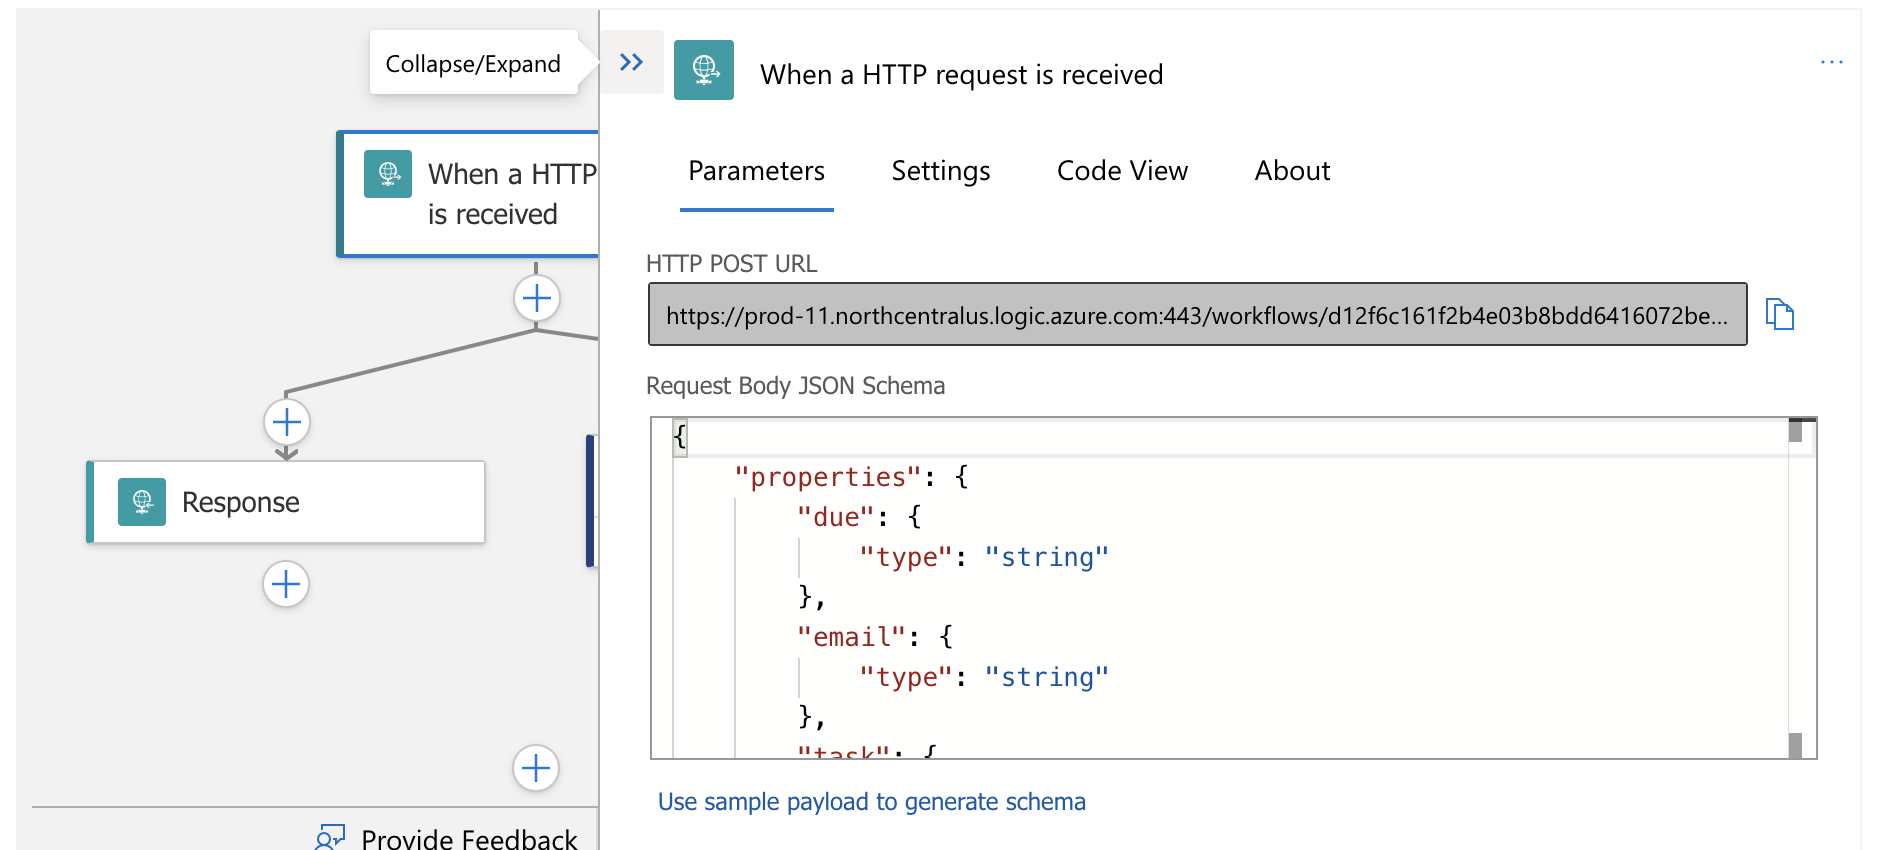 Collapse/Expand
When a HTTP request is received
...
Parameters Settings Code View About
When a HTTP
is received
HTTP POST URL
https://prod-11.northcentralus.logic.azure.com:443/workflows/d12f6c161f2b4e03b8bdd6416072be...
Request Body JSON Schema
{
"properties": {
"due": {
"type": "string"
},
"email": {
"type": "string"
},
"task": {
Response
Use sample payload to generate schema
Provide Feedback